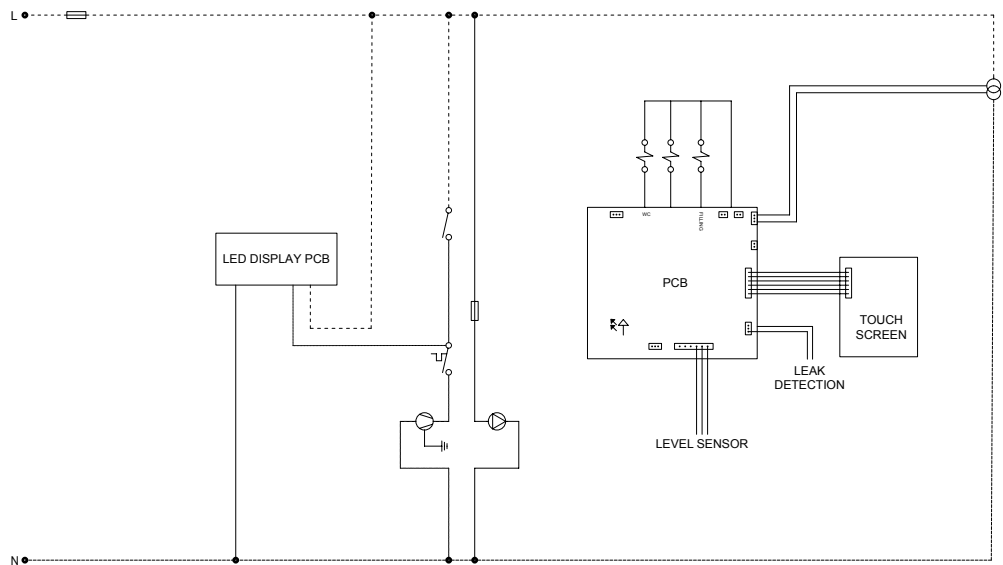 L
WC
FILLING
LED DISPLAY PCB
PCB
TOUCH
SCREEN
LEAK
DETECTION
LEVEL SENSOR
N